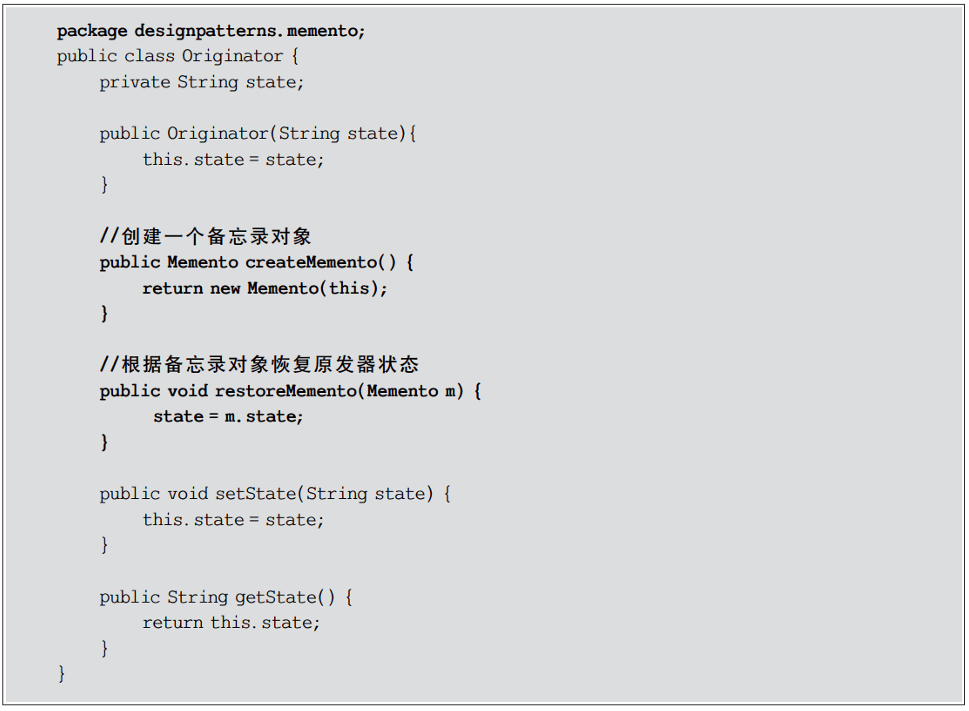 package designpatterns.memento;
public class Originator {
private String state;
public Originator(String state){
this.state = state;
}
//创建一个备忘录对象
public Memento createMemento() {
return new Memento(this);
}
//根据备忘录对象恢复原发器状态
public void restoreMemento(Memento m) {
state = m.state;
}
public void setState(String state) {
this.state = state;
}
public String getState() {
return this.state;
}
}